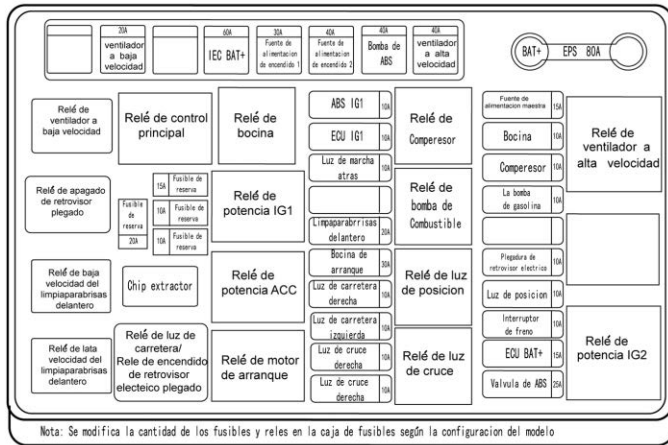 20A
ventilador
a baja
velocidad
60A
IEC BAT+
30A
Fuente de
alimentacion
de encendido 1
40A
Fuente de
alimentacion
de encendido 2
40A
Bomba de
ABS
40A
ventilador
a alta
velocidad
BAT+ EPS 80A
Relé de
ventilador a
baja velocidad
Relé de control
principal
Relé de
bocina
ABS IG1 10A
ECU IG1 10A
Luz de marcha
atras 10A
Relé de
Comperesor
Fuente de
alimentacion maestra 15A
Bocina 10A
Comperesor 10A
Relé de
ventilador a
alta velocidad
Relé de apagado
de retrovisor
plegado
Fusible
de
reserva
20A
15A Fusible de
reserva
10A Fusible de
reserva
10A Fusible de
reserva
Relé de
potencia IG1
Limpaparabrrisas
delantero 20A
Relé de
bomba de
Combustible
La bomba
de gasolina 10A
Relé de baja
velocidad del
limpiaparabrisas
delantero
Chip extractor
Relé de
potencia ACC
Bocina de
arranque 30A
Luz de carretera
derecha 10A
Relé de luz
de posicion
Plegadura de
retrovisor electrico 10A
Luz de posicion 10A
Relé de lata
velocidad del
limpiaparabrisas
delantero
Relé de luz de
carretera/
Rele de encendido
de retrovisor
electeico plegado
Relé de motor
de arranque
Luz de carretera
izquierda 10A
Luz de cruce
derecha 10A
Luz de cruce
derecha 10A
Relé de luz
de cruce
Interruptor
de freno 10A
ECU BAT+ 15A
Valvula de ABS 25A
Relé de
potencia IG2
Nota: Se modifica la cantidad de los fusibles y reles en la caja de fusibles según la configuracion del modelo